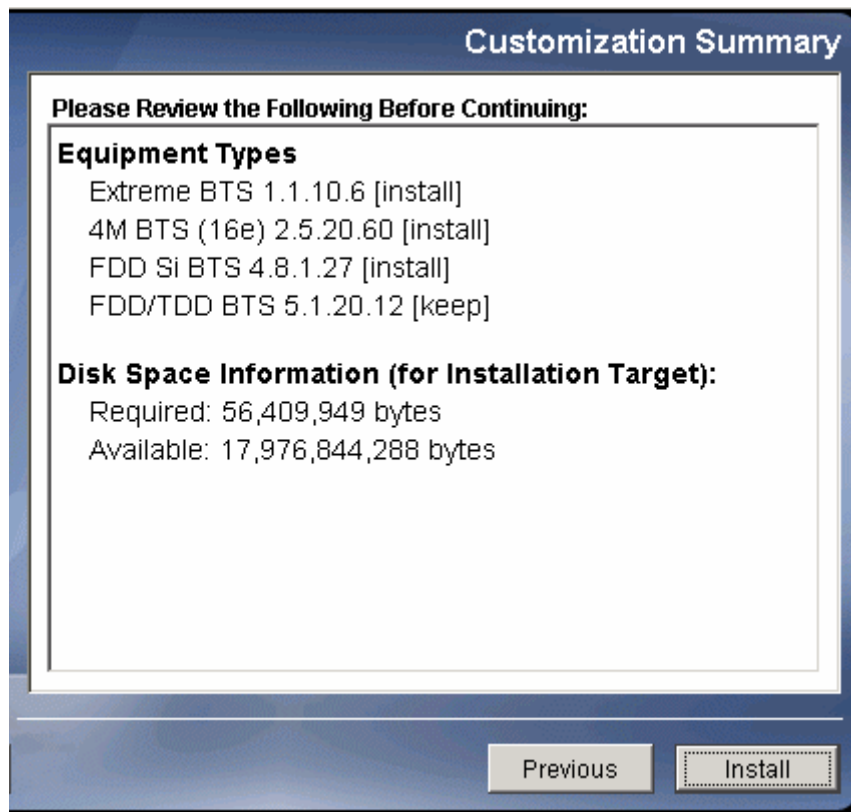 Customization Summary
Please Review the Following Before Continuing:
Equipment Types
Extreme BTS 1.1.10.6 [install]
4M BTS (16e) 2.5.20.60 [install]
FDD Si BTS 4.8.1.27 [install]
FDD/TDD BTS 5.1.20.12 [keep]
Disk Space Information (for Installation Target):
Required: 56,409,949 bytes
Available: 17,976,844,288 bytes
Previous
Install